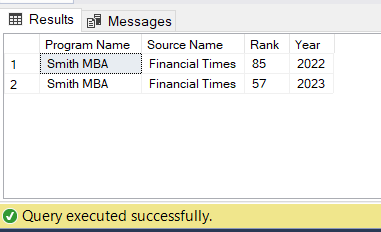 Results Messages
Program Name Source Name Rank Year
1 Smith MBA Financial Times 85 2022
2 Smith MBA Financial Times 57 2023
Query executed successfully.